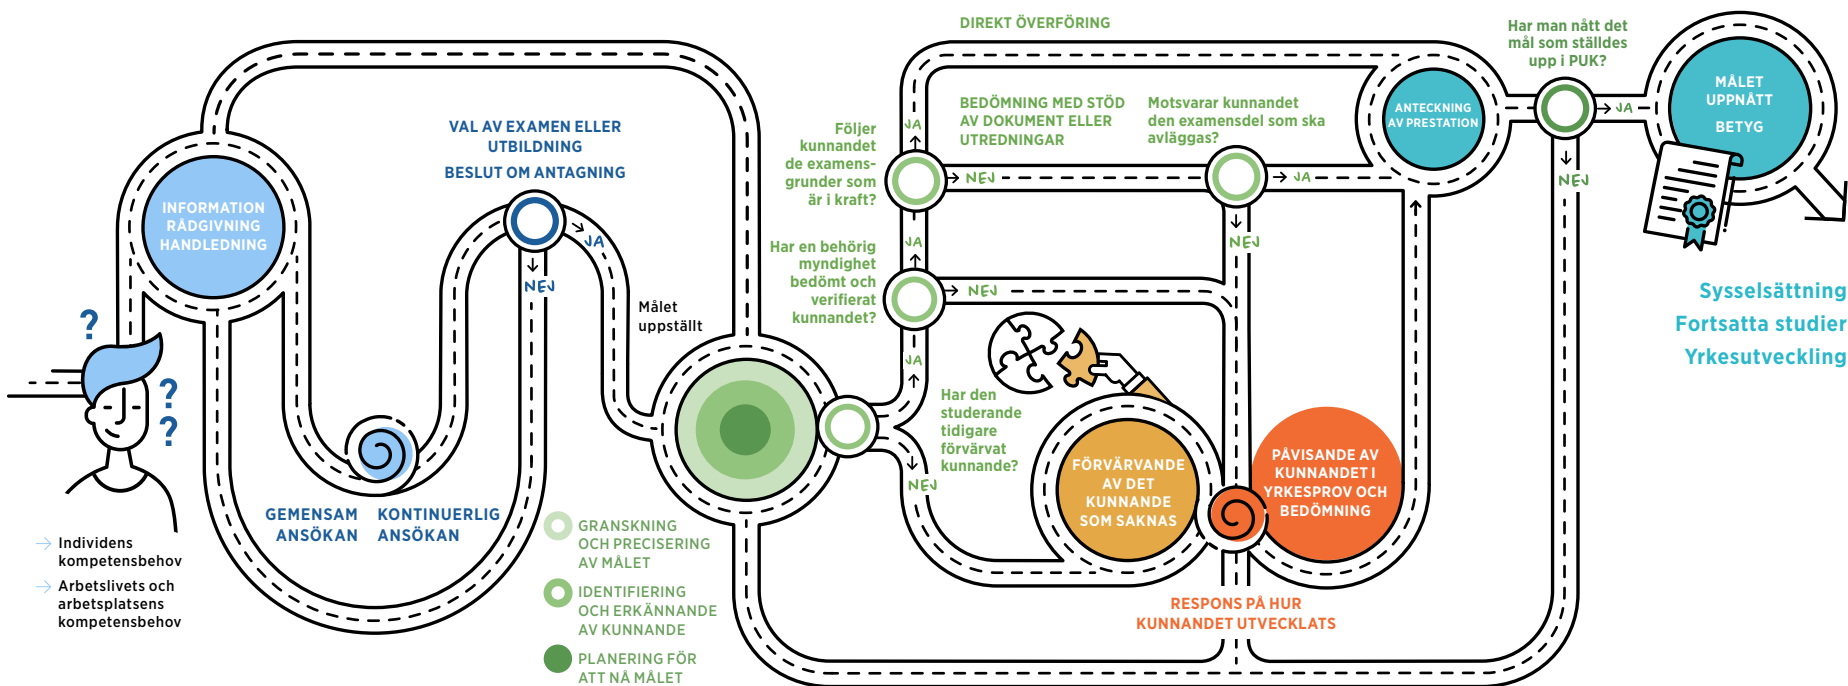 INFORMATION
RÅDGIVNING
HANDLEDNING
?
?
?
Individens
kompetensbehov
Arbetslivets och
arbetsplatsens
kompetensbehov
GEMENSAM
ANSÖKAN
KONTINUERLIG
ANSÖKAN
VAL AV EXAMEN ELLER
UTBILDNING
BESLUT OM ANTAGNING
JA
NEJ
Målet
uppställt
GRANSKNING
OCH PRECISERING
AV MÅLET
IDENTIFIERING
OCH ERKÄNNANDE
AV KUNNANDE
PLANERING FÖR
ATT NÅ MÅLET
Har den
studerande
tidigare
förvärvat
kunnande?
JA
NEJ
Har en behörig
myndighet
bedömt och
verifierat
kunnandet?
JA
NEJ
Följer
kunnandet
de examens-
grunder som
är i kraft?
JA
NEJ
DIREKT ÖVERFÖRING
BEDÖMNING MED STÖD
AV DOKUMENT ELLER
UTREDNINGAR
Motsvarar kunnandet
den examensdel som ska
avläggas?
JA
NEJ
FÖRVÄRVANDE
AV DET
KUNNANDE
SOM SAKNAS
PÅVISANDE AV
KUNNANDET I
YRKESPROV OCH
BEDÖMNING
RESPONS PÅ HUR
KUNNANDET UTVECKLATS
ANTECKNING
AV PRESTATION
Har man nått det
mål som ställdes
upp i PUK?
JA
NEJ
MÅLET
UPPNÅTT
BETYG
Sysselsättning
Fortsatta studier
Yrkesutveckling